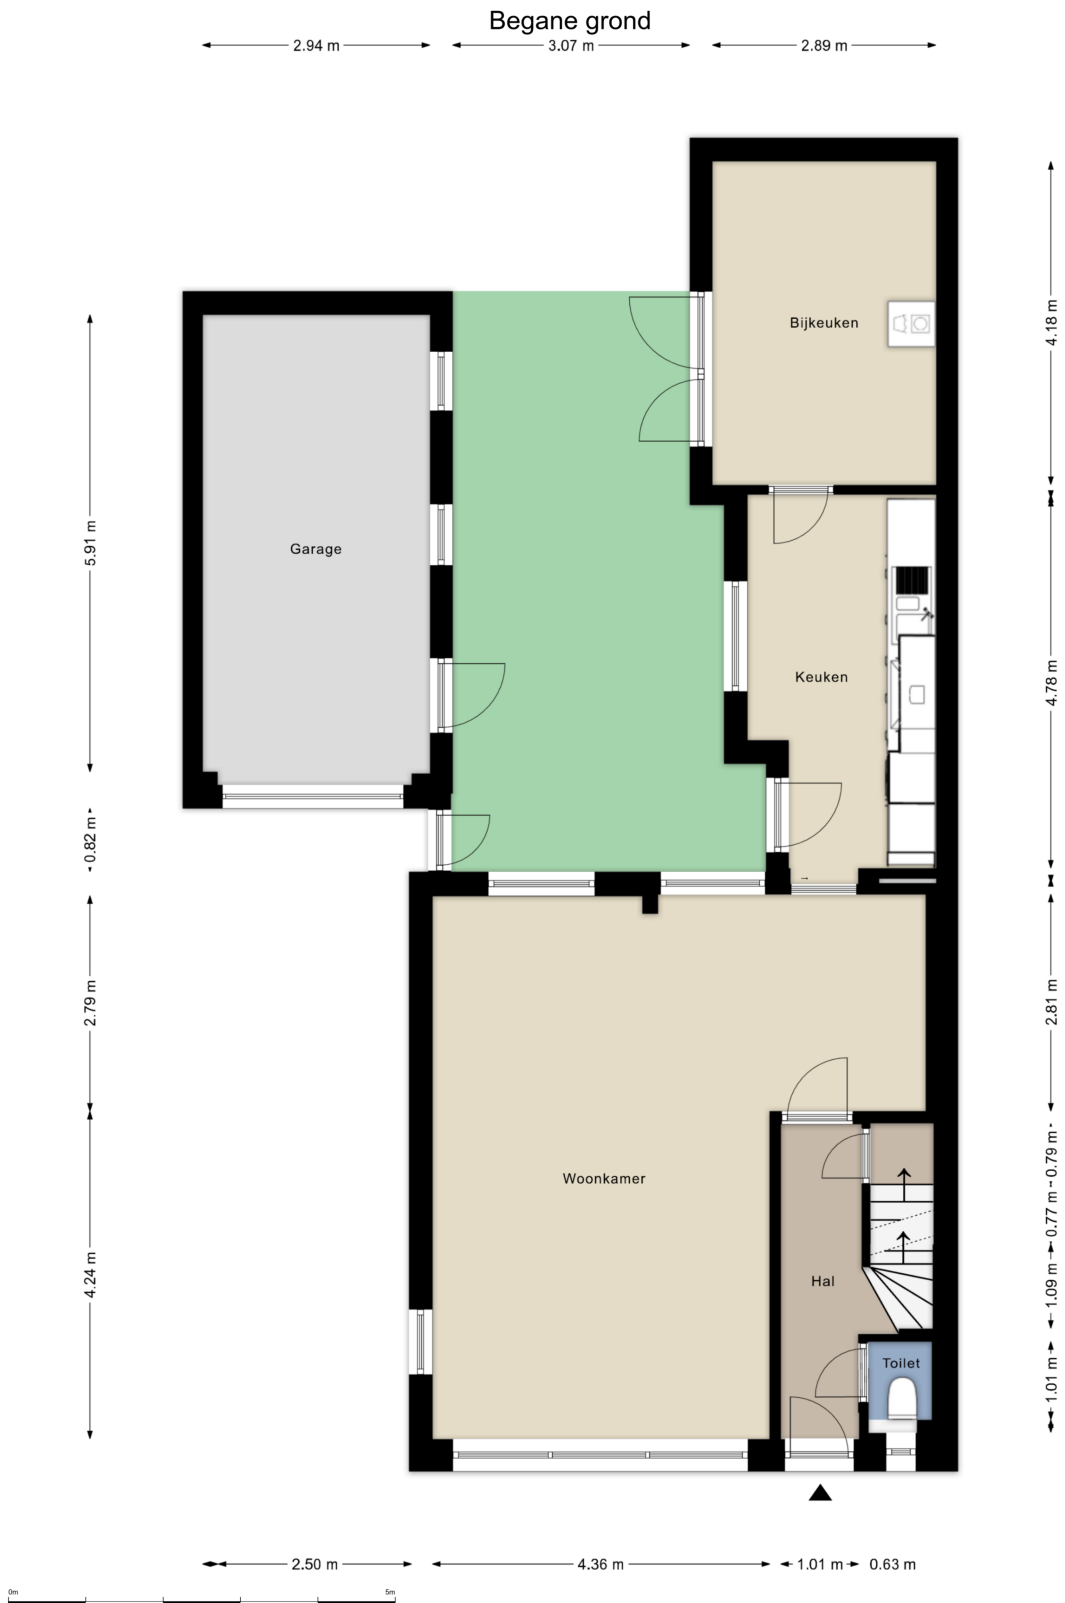 Begane grond
2.94 m
3.07 m
2.89 m
Bijkeuken
4.18 m
5.91 m
Garage
Keuken
4.78 m
0.82 m
2.79 m
2.81 m
Woonkamer
0.79 m
0.77 m
4.24 m
Hal
1.09 m
Toilet
1.01 m
2.50 m
4.36 m
1.01 m
0.63 m
0m
5m